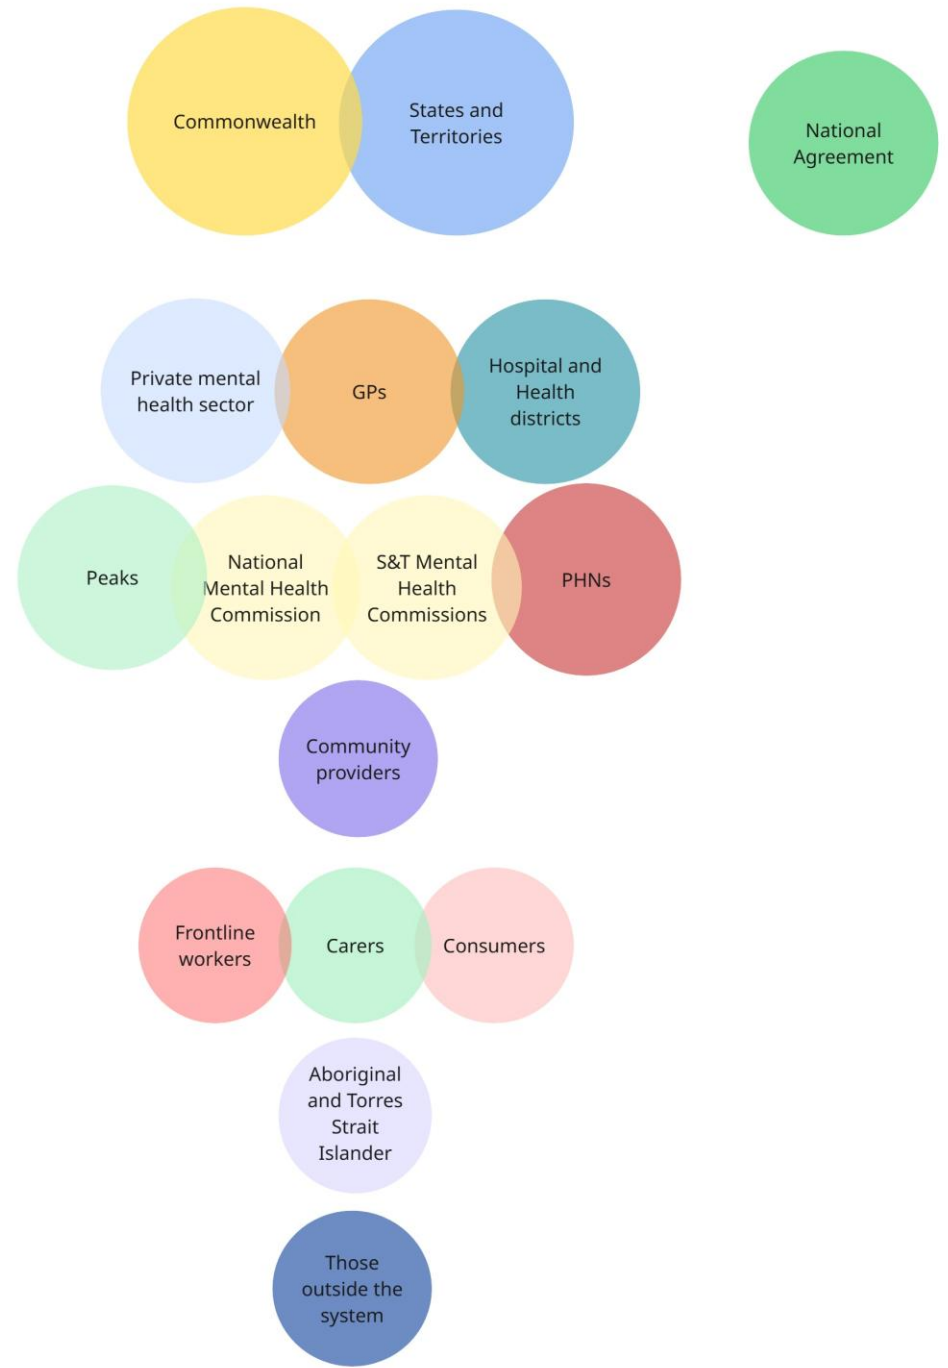 Commonwealth
States and
Territories
National
Agreement
Private mental
health sector
GPs
Hospital and
Health
districts
Peaks
National
Mental Health
Commission
S&T Mental
Health
Commissions
PHNs
Community
providers
Frontline
workers
Carers
Consumers
Aboriginal
and Torres
Strait
Islander
Those
outside the
system